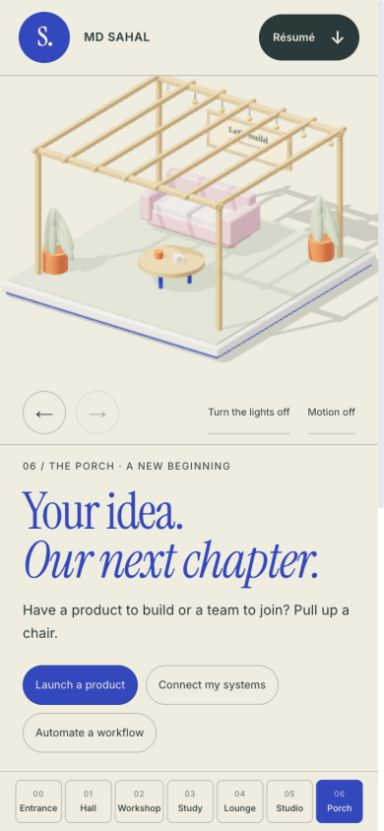 S.
MD SAHAL
Résumé ↓
Let's build
← →
Turn the lights off
Motion off
06 / THE PORCH · A NEW BEGINNING
Your idea.
Our next chapter.
Have a product to build or a team to join? Pull up a
chair.
Launch a product
Connect my systems
Automate a workflow
00
Entrance
01
Hall
02
Workshop
03
Study
04
Lounge
05
Studio
06
Porch